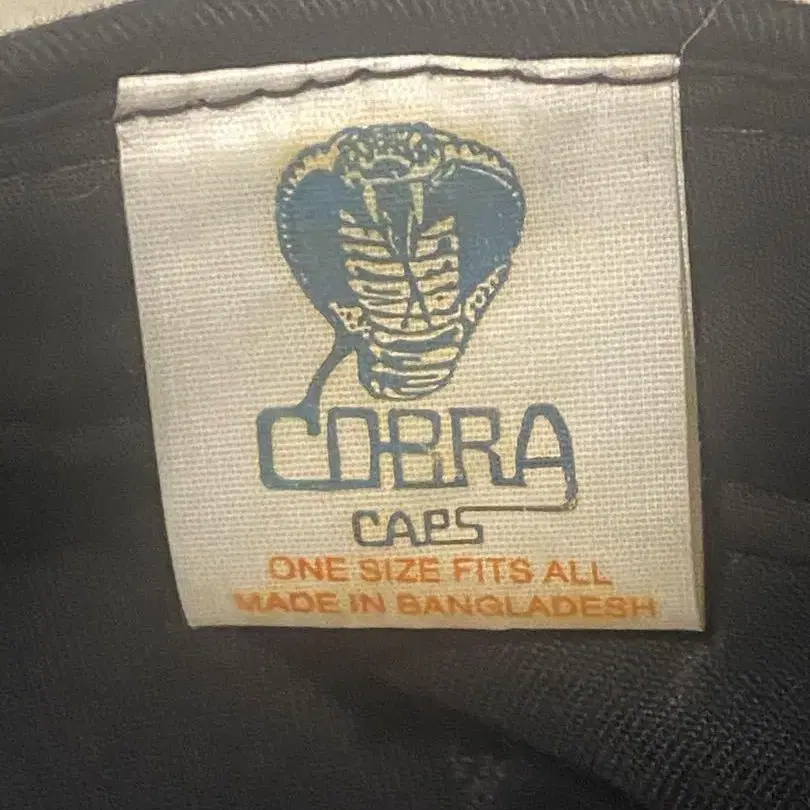 COBRA
CAPS
ONE SIZE FITS ALL
MADE IN BANGLADESH